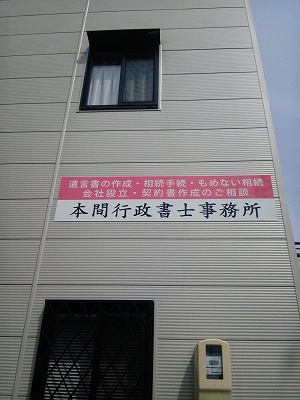 遺言書の作成・相続手続・もめない相続
会社設立・契約書作成のご相談
本間行政書士事務所